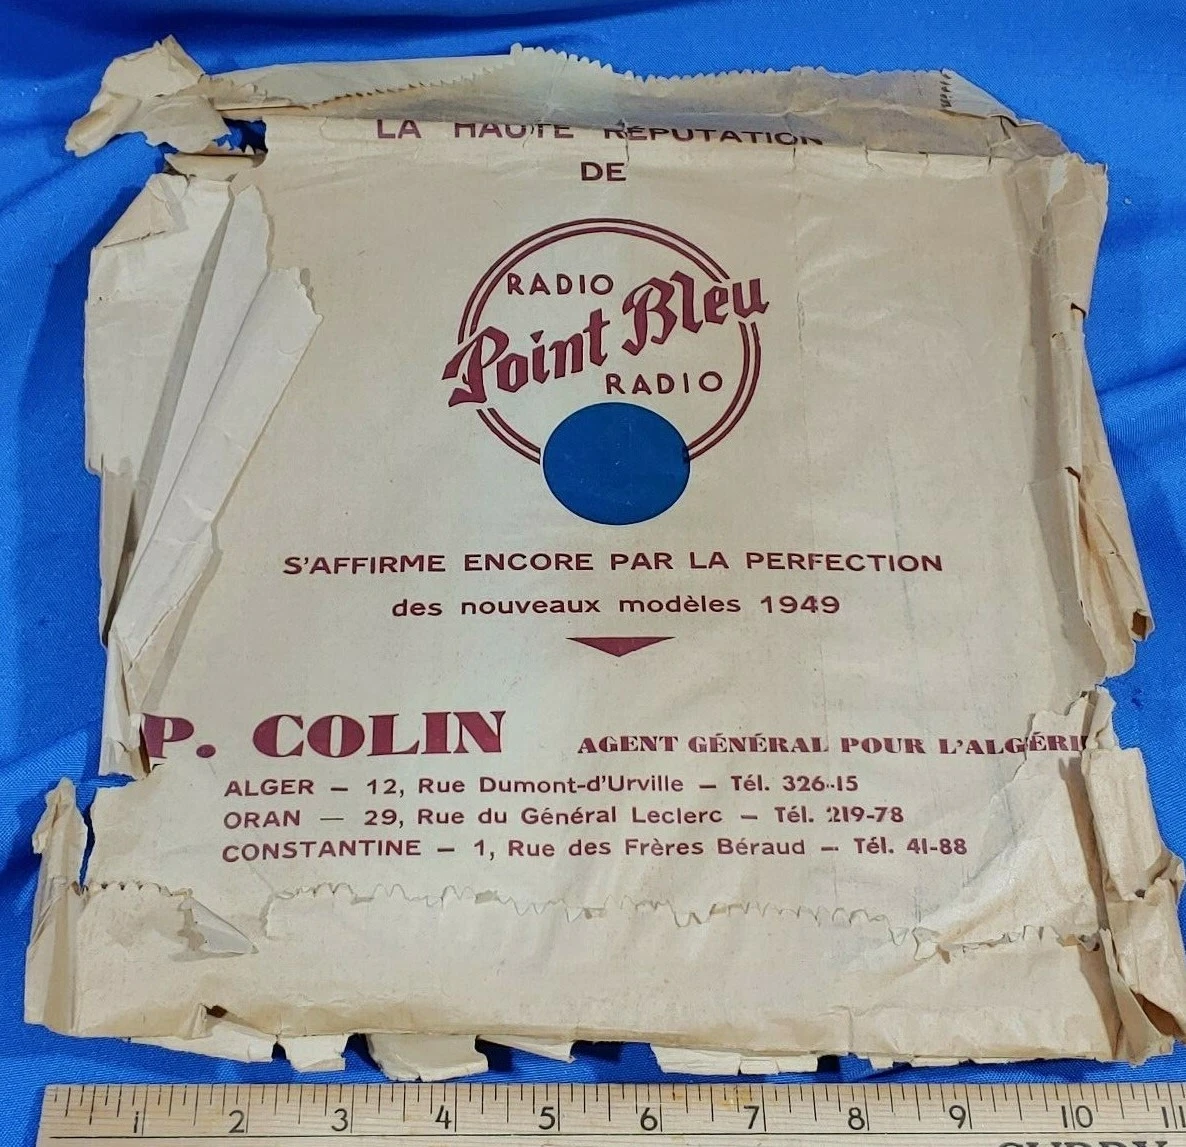 LA HAUTE RÉPUTATION
DE
RADIO
Point Bleu
RADIO
S'AFFIRME ENCORE PAR LA PERFECTION
des nouveaux modèles 1949
P. COLIN AGENT GÉNÉRAL POUR L'ALGÉRI
ALGER — 12, Rue Dumont-d'Urville — Tél. 326-15
ORAN — 29, Rue du Général Leclerc — Tél. 219-78
CONSTANTINE — 1, Rue des Frères Béraud — Tél. 41-88
1 2 3 4 5 6 7 8 9 10 11